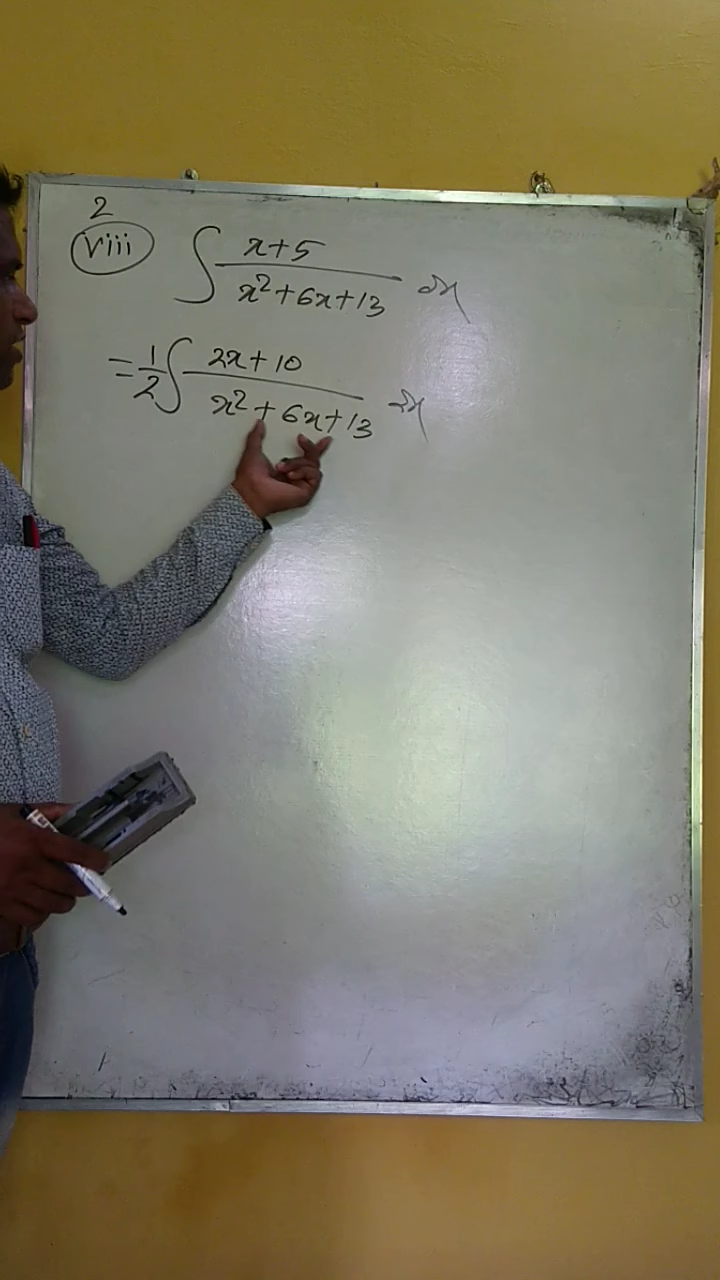 2
viii ∫ x+5 / x²+6x+13 dx
= 1/2 ∫ 2x+10 / x²+6x+13 dx